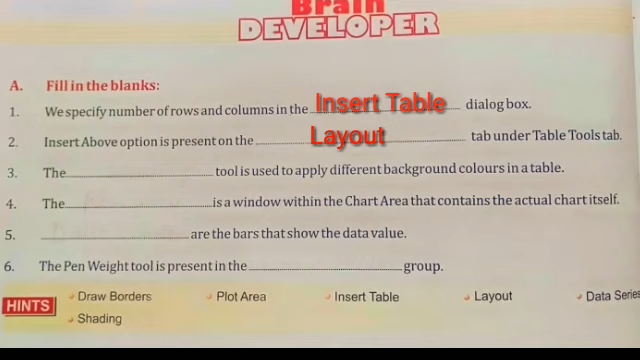 Brain
DEVELOPER
A. Fill in the blanks:
1. We specify number of rows and columns in the Insert Table dialog box.
2. Insert Above option is present on the Layout tab under Table Tools tab.
3. The ........ tool is used to apply different background colours in a table.
4. The ........ is a window within the Chart Area that contains the actual chart itself.
5. ........ are the bars that show the data value.
6. The Pen Weight tool is present in the ........ group.
HINTS Draw Borders Plot Area Insert Table Layout Data Series
Shading